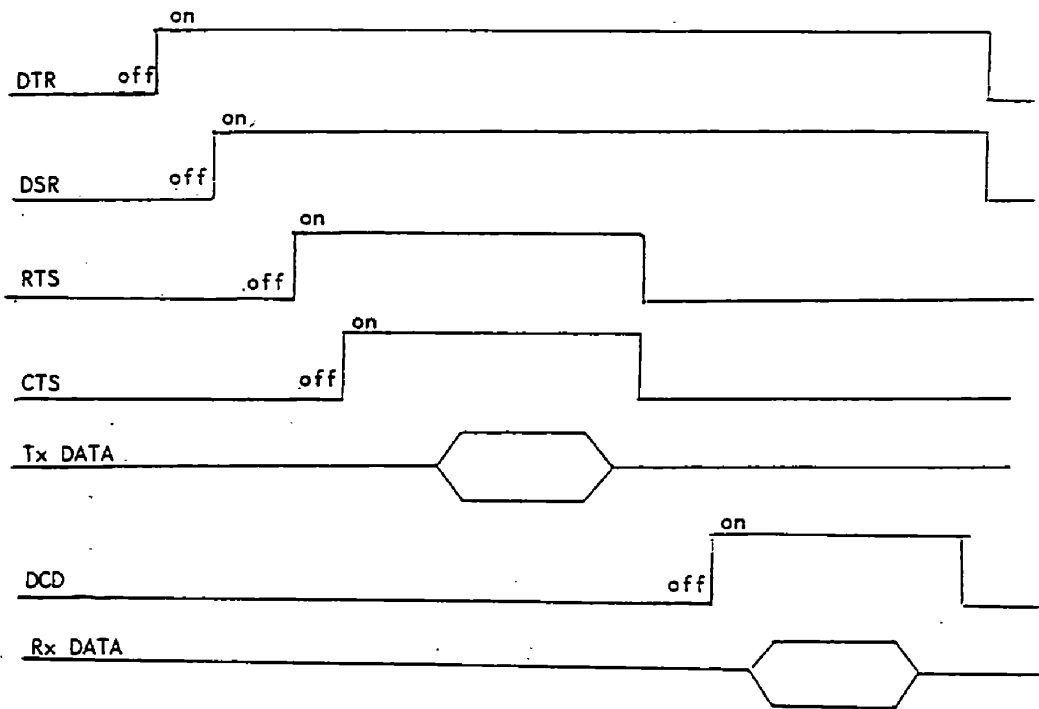 on
DTR off
on
DSR off
on
RTS off
on
CTS off
Tx DATA
on
DCD off
Rx DATA